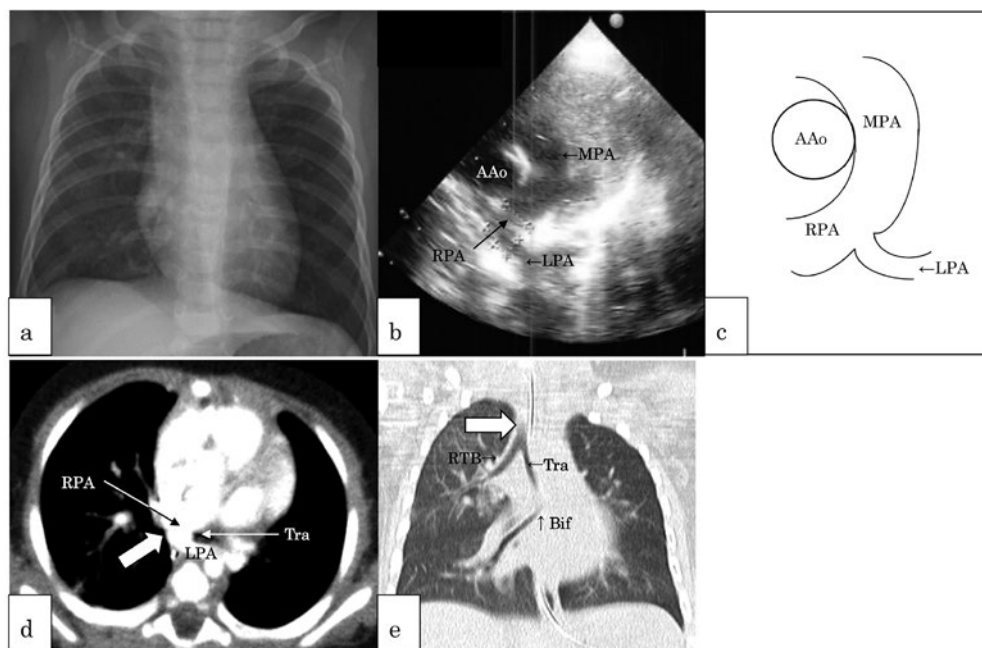 a
AAo
←MPA
RPA
←LPA
b
AAo
MPA
RPA
←LPA
c
RPA
Tra
LPA
d
RTB
←Tra
↑Bif
e